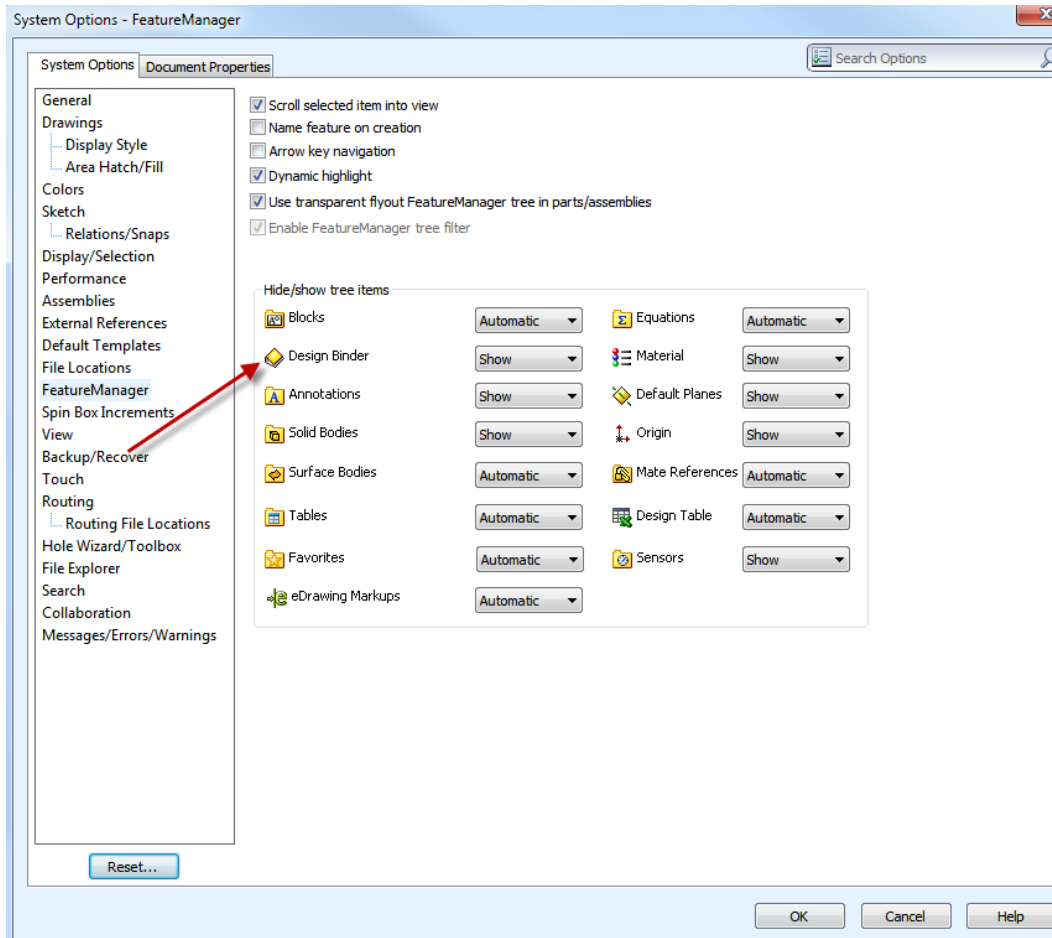 System Options - FeatureManager
System Options
Document Properties
Search Options
General
Drawings
Display Style
Area Hatch/Fill
Colors
Sketch
Relations/Snaps
Display/Selection
Performance
Assemblies
External References
Default Templates
File Locations
FeatureManager
Spin Box Increments
View
Backup/Recover
Touch
Routing
Routing File Locations
Hole Wizard/Toolbox
File Explorer
Search
Collaboration
Messages/Errors/Warnings
Reset...
Scroll selected item into view
Name feature on creation
Arrow key navigation
Dynamic highlight
Use transparent flyout FeatureManager tree in parts/assemblies
Enable FeatureManager tree filter
Hide/show tree items
Blocks Automatic Equations Automatic
Design Binder Show Material Show
Annotations Show Default Planes Show
Solid Bodies Show Origin Show
Surface Bodies Automatic Mate References Automatic
Tables Automatic Design Table Automatic
Favorites Automatic Sensors Show
eDrawing Markups Automatic
OK Cancel Help